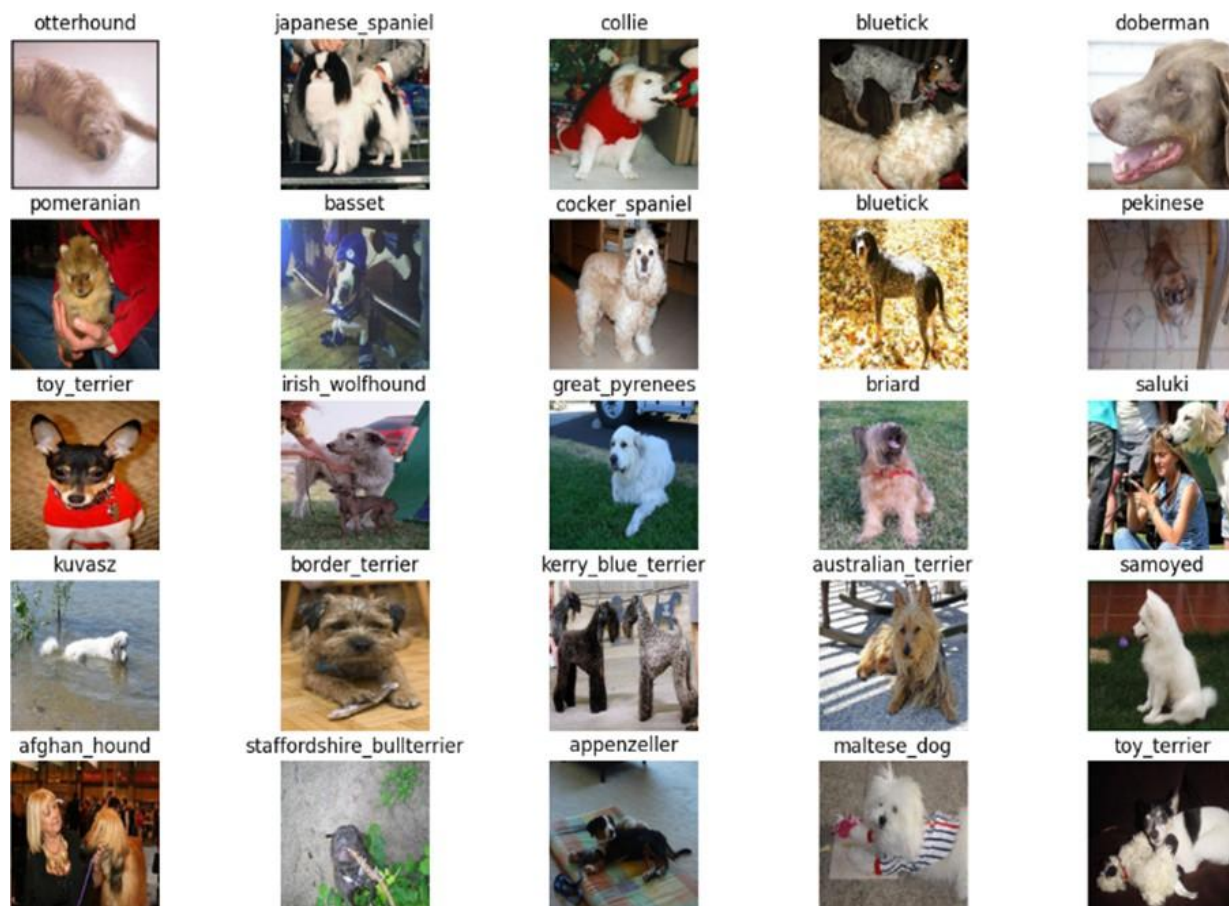 otterhound japanese_spaniel collie bluetick doberman
pomeranian basset cocker_spaniel bluetick pekinese
toy_terrier irish_wolfhound great_pyrenees briard saluki
kuvasz border_terrier kerry_blue_terrier australian_terrier samoyed
afghan_hound staffordshire_bullterrier appenzeller maltese_dog toy_terrier